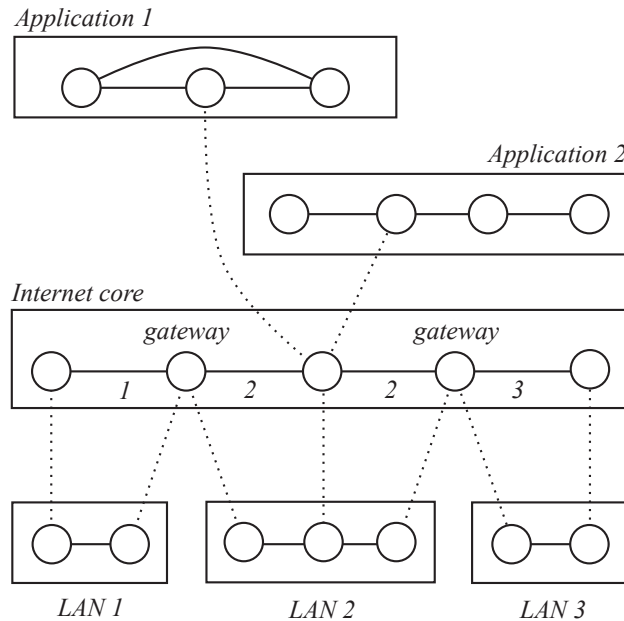 Application 1
Application 2
Internet core
gateway gateway
1 2 2 3
LAN 1 LAN 2 LAN 3